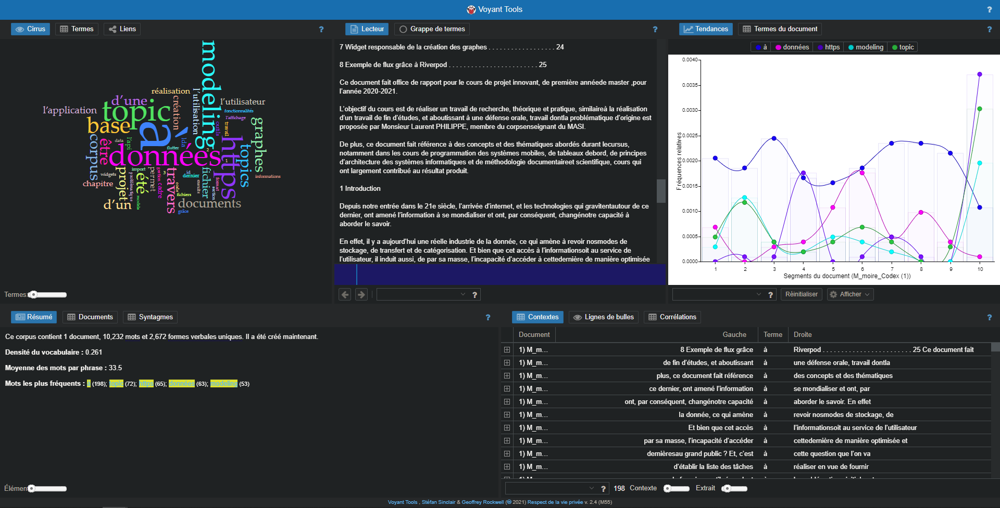 Voyant Tools
?
Cirrus
Termes
Liens
?
modeling
réalisation
d'une
création
l'utilisation
l'utilisateur
l'application
topic
fonctionnalités
l'affichage
base
à
outils
travail
graphes
corpus
être
data
l'api
flutter
lda
2
données
1
https
topics
widgets
projet
import
été
permet
gestion
3
travers
id
dernier
fichier
format
informations
chapitre
problématique
cadre
code
ensuite
section
models
fichiers
d'un
grâce
documents
Termes:
Lecteur
Grappe de termes
?
7 Widget responsable de la création des graphes . . . . . . . . . . . . . . . . . . 24
8 Exemple de flux grâce à Riverpod . . . . . . . . . . . . . . . . . . . . . . . . 25
Ce document fait office de rapport pour le cours de projet innovant, de première annéede master ,pour
l'année 2020-2021.
L'objectif du cours est de réaliser un travail de recherche, théorique et pratique, similaireà la réalisation
d'un travail de fin d'études, et aboutissant à une défense orale, travail dontla problématique d'origine est
proposée par Monsieur Laurent PHILIPPE, membre du corpsenseignant du MASI.
De plus, ce document fait référence à des concepts et des thématiques abordés durant lecursus,
notamment dans les cours de programmation des systèmes mobiles, de tableaux debord, de principes
d'architecture des systèmes informatiques et de méthodologie documentaireet scientifique, cours qui
ont largement contribué au résultat produit.
1 Introduction
Depuis notre entrée dans le 21e siècle, l'arrivée d'internet, et les technologies qui gravitentautour de ce
dernier, ont amené l'information à se mondialiser et ont, par conséquent, changénotre capacité à
aborder le savoir.
En effet, il y a aujourd'hui une réelle industrie de la donnée, ce qui amène à revoir nosmodes de
stockage, de transfert et de catégorisation. Et bien que cet accès à l'informationsoit au service de
l'utilisateur, il induit aussi, de par sa masse, l'incapacité d'accéder à cettedernière de manière optimisée
?
Tendances
Termes du document
?
à
données
https
modeling
topic
0.0040
0.0035
0.0030
0.0025
0.0020
0.0015
0.0010
0.0005
0.0000
Fréquences relatives
1 2 3 4 5 6 7 8 9 10
Segments du document (M_moire_Codex (1))
?
Réinitialiser
Afficher
Résumé
Documents
Syntagmes
?
Ce corpus contient 1 document, 10,232 mots et 2,672 formes verbales uniques. Il a été créé maintenant.
Densité du vocabulaire : 0.261
Moyenne des mots par phrase : 33.5
Mots les plus fréquents : à (198); topic (72); https (65); données (63); modeling (53)
Élémen
Contextes
Lignes de bulles
Corrélations
?
Document Gauche Terme Droite
1) M_m... 8 Exemple de flux grâce à Riverpod . . . . . . . . . . . . . . . . . . . . . . . . 25 Ce document fait
1) M_m... de fin d'études, et aboutissant à une défense orale, travail dontla
1) M_m... plus, ce document fait référence à des concepts et des thématiques
1) M_m... ce dernier, ont amené l'information à se mondialiser et ont, par
1) M_m... ont, par conséquent, changénotre capacité à aborder le savoir. En effet
1) M_m... la donnée, ce qui amène à revoir nosmodes de stockage, de
1) M_m... Et bien que cet accès à l'informationsoit au service de l'utilisateur
1) M_m... par sa masse, l'incapacité d'accéder à cettedernière de manière optimisée et
1) M_m... dernièresau grand public ? Et, c'est à cette question que l'on va
1) M_m... d'établir la liste des tâches à réaliser en vue de fournir
? 198 Contexte Extrait
Voyant Tools , Stéfan Sinclair & Geoffrey Rockwell (© 2021) Respect de la vie privée v. 2.4 (M55)